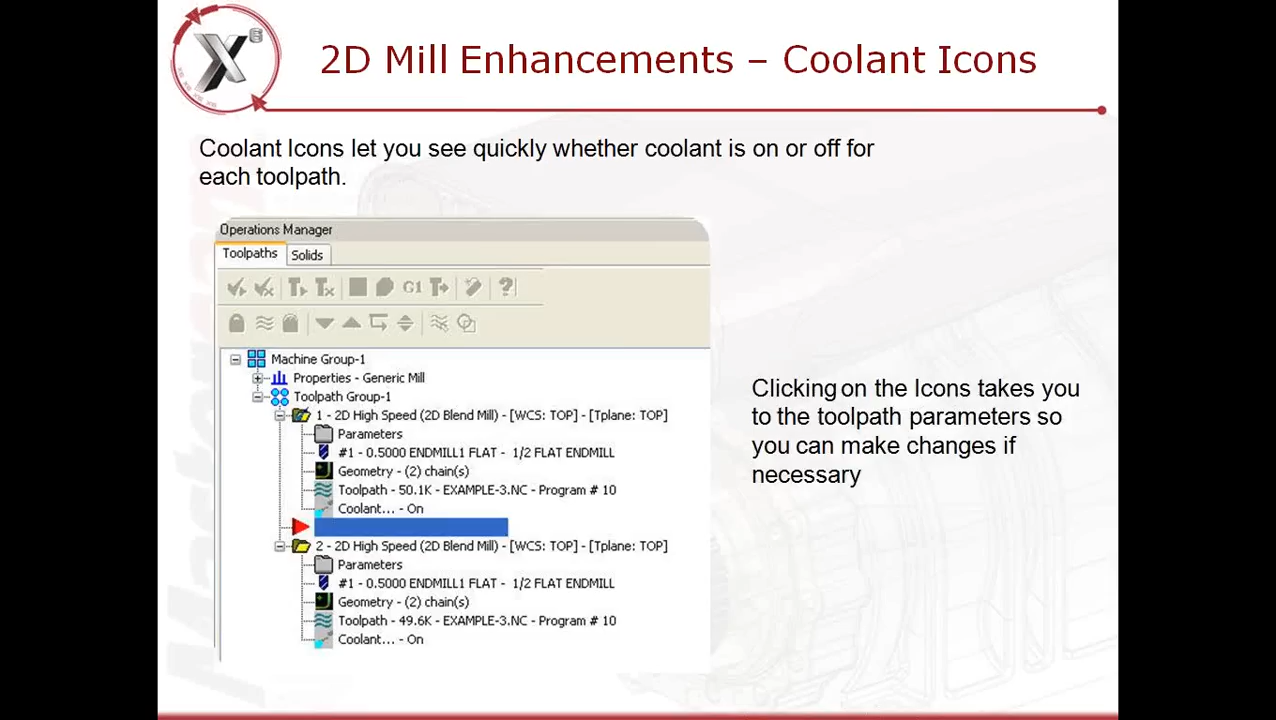 X
2D Mill Enhancements – Coolant Icons
Coolant Icons let you see quickly whether coolant is on or off for
each toolpath.
Operations Manager
Toolpaths Solids
G1
Machine Group-1
Properties - Generic Mill
Toolpath Group-1
1 - 2D High Speed (2D Blend Mill) - [WCS: TOP] - [Tplane: TOP]
Parameters
#1 - 0.5000 ENDMILL1 FLAT - 1/2 FLAT ENDMILL
Geometry - (2) chain(s)
Toolpath - 50.1K - EXAMPLE-3.NC - Program # 10
Coolant... - On
2 - 2D High Speed (2D Blend Mill) - [WCS: TOP] - [Tplane: TOP]
Parameters
#1 - 0.5000 ENDMILL1 FLAT - 1/2 FLAT ENDMILL
Geometry - (2) chain(s)
Toolpath - 49.6K - EXAMPLE-3.NC - Program # 10
Coolant... - On
Clicking on the Icons takes you
to the toolpath parameters so
you can make changes if
necessary